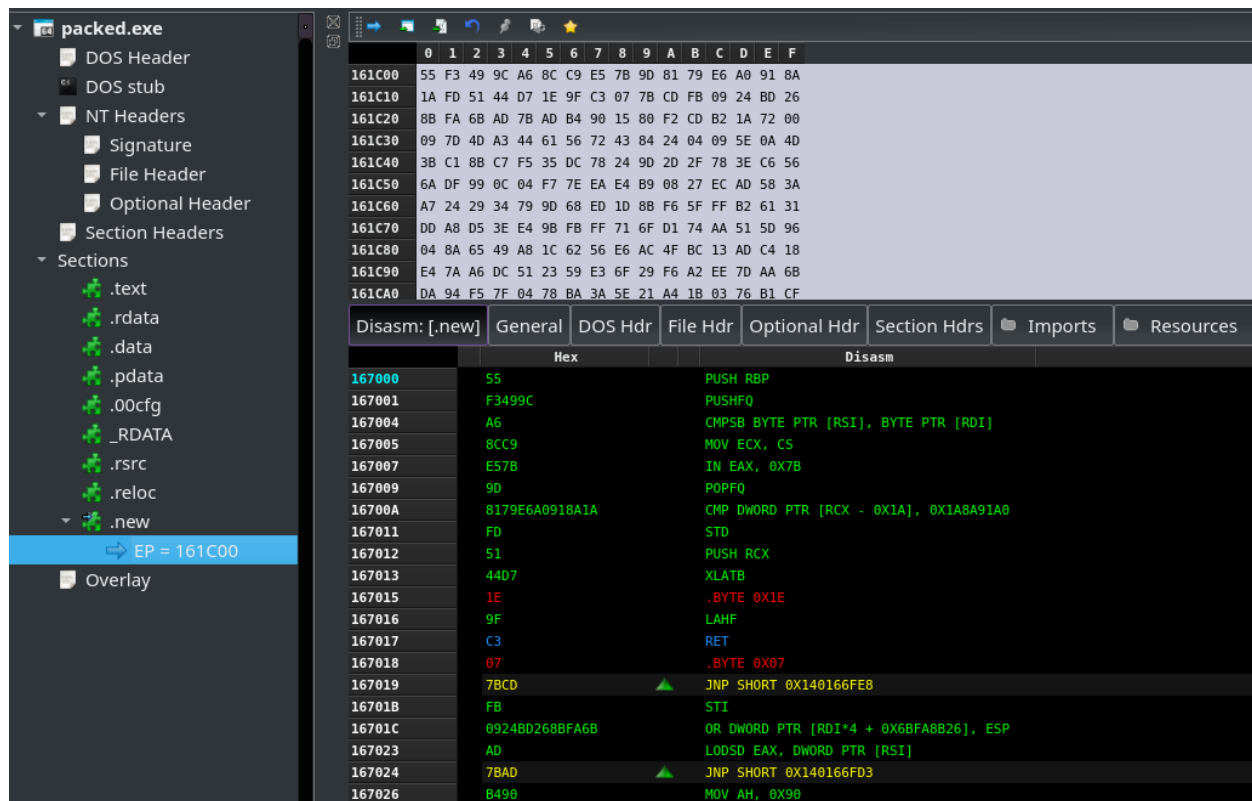 packed.exe
DOS Header
DOS stub
NT Headers
Signature
File Header
Optional Header
Section Headers
Sections
.text
.rdata
.data
.pdata
.00cfg
_RDATA
.rsrc
.reloc
.new
EP = 161C00
Overlay
0 1 2 3 4 5 6 7 8 9 A B C D E F
161C00 55 F3 49 9C A6 8C C9 E5 7B 9D 81 79 E6 A0 91 8A
161C10 1A FD 51 44 D7 1E 9F C3 07 7B CD FB 09 24 BD 26
161C20 8B FA 6B AD 7B AD B4 90 15 80 F2 CD B2 1A 72 00
161C30 09 7D 4D A3 44 61 56 72 43 84 24 04 09 5E 0A 4D
161C40 3B C1 8B C7 F5 35 DC 78 24 9D 2D 2F 78 3E C6 56
161C50 6A DF 99 0C 04 F7 7E EA E4 B9 08 27 EC AD 58 3A
161C60 A7 24 29 34 79 9D 68 ED 1D 8B F6 5F FF B2 61 31
161C70 DD A8 D5 3E E4 9B FB FF 71 6F D1 74 AA 51 5D 96
161C80 04 8A 65 49 A8 1C 62 56 E6 AC 4F BC 13 AD C4 18
161C90 E4 7A A6 DC 51 23 59 E3 6F 29 F6 A2 EE 7D AA 6B
161CA0 DA 94 F5 7F 04 78 BA 3A 5E 21 A4 1B 03 76 B1 CF
Disasm: [.new] General DOS Hdr File Hdr Optional Hdr Section Hdrs Imports Resources
Hex Disasm
167000 55 PUSH RBP
167001 F3499C PUSHFQ
167004 A6 CMPSB BYTE PTR [RSI], BYTE PTR [RDI]
167005 8CC9 MOV ECX, CS
167007 E57B IN EAX, 0X7B
167009 9D POPFQ
16700A 8179E6A0918A1A CMP DWORD PTR [RCX - 0X1A], 0X1A8A91A0
167011 FD STD
167012 51 PUSH RCX
167013 44D7 XLATB
167015 1E .BYTE 0X1E
167016 9F LAHF
167017 C3 RET
167018 07 .BYTE 0X07
167019 7BCD JNP SHORT 0X140166FE8
16701B FB STI
16701C 0924BD268BFA6B OR DWORD PTR [RDI*4 + 0X6BFA8B26], ESP
167023 AD LODSD EAX, DWORD PTR [RSI]
167024 7BAD JNP SHORT 0X140166FD3
167026 B490 MOV AH, 0X90